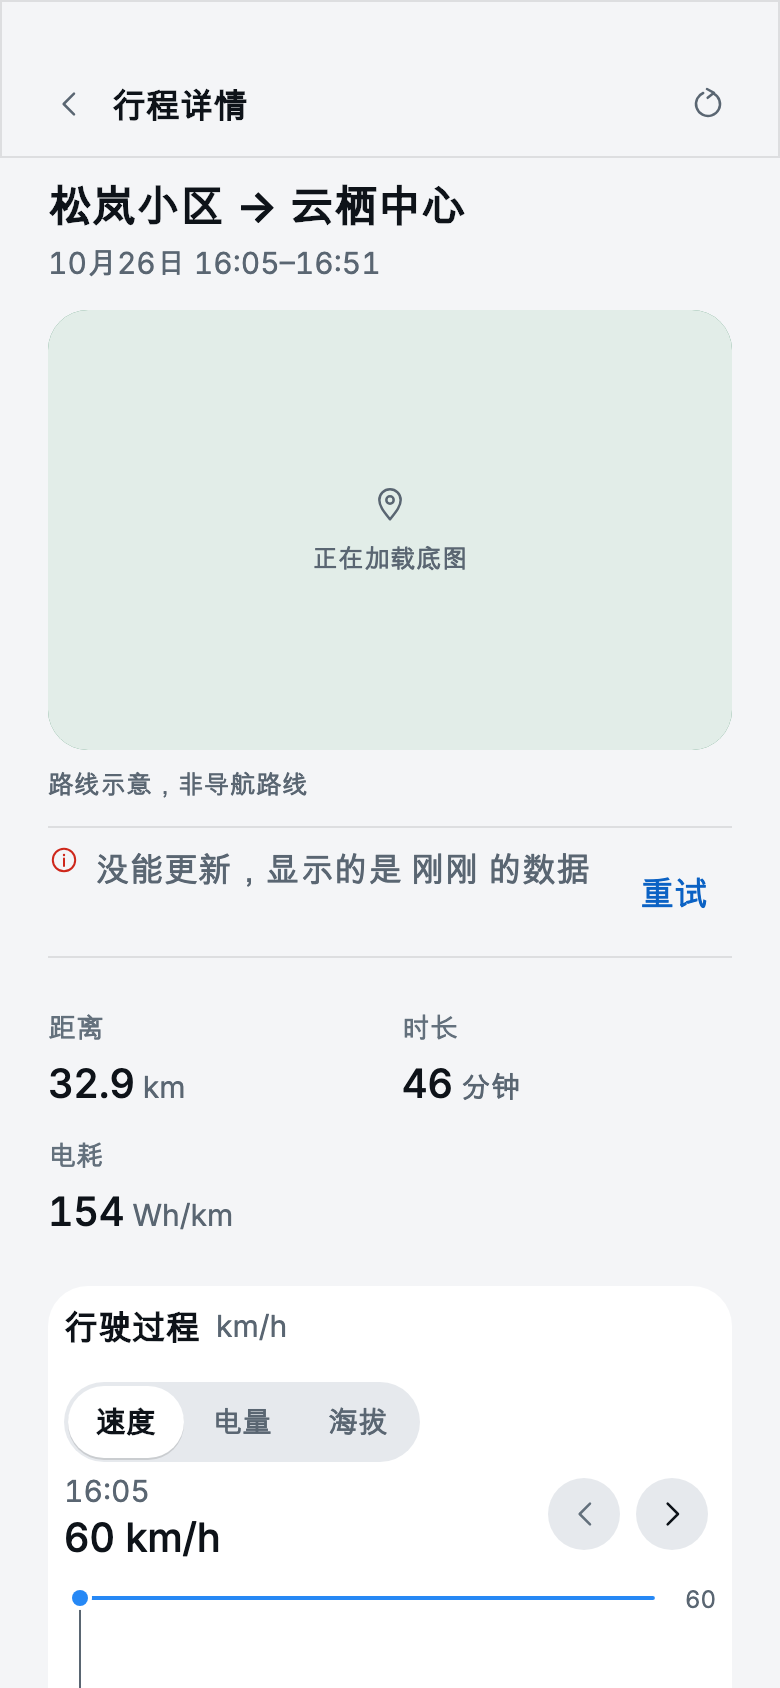 行程详情
松岚小区 → 云栖中心
10月26日 16:05–16:51
正在加载底图
路线示意，非导航路线
没能更新，显示的是 刚刚 的数据
重试
距离
32.9 km
时长
46 分钟
电耗
154 Wh/km
行驶过程 km/h
速度 电量 海拔
16:05
60 km/h
60